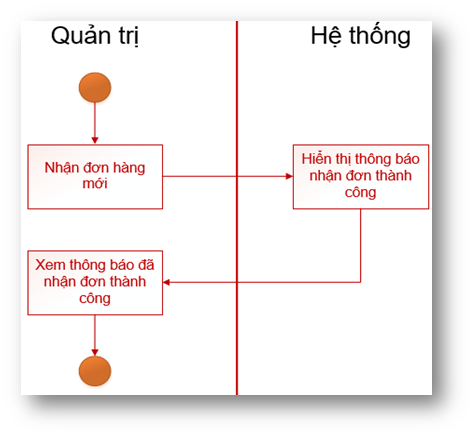 Quản trị
Hệ thống
Nhận đơn hàng
mới
Hiển thị thông báo
nhận đơn thành
công
Xem thông báo đã
nhận đơn thành
công